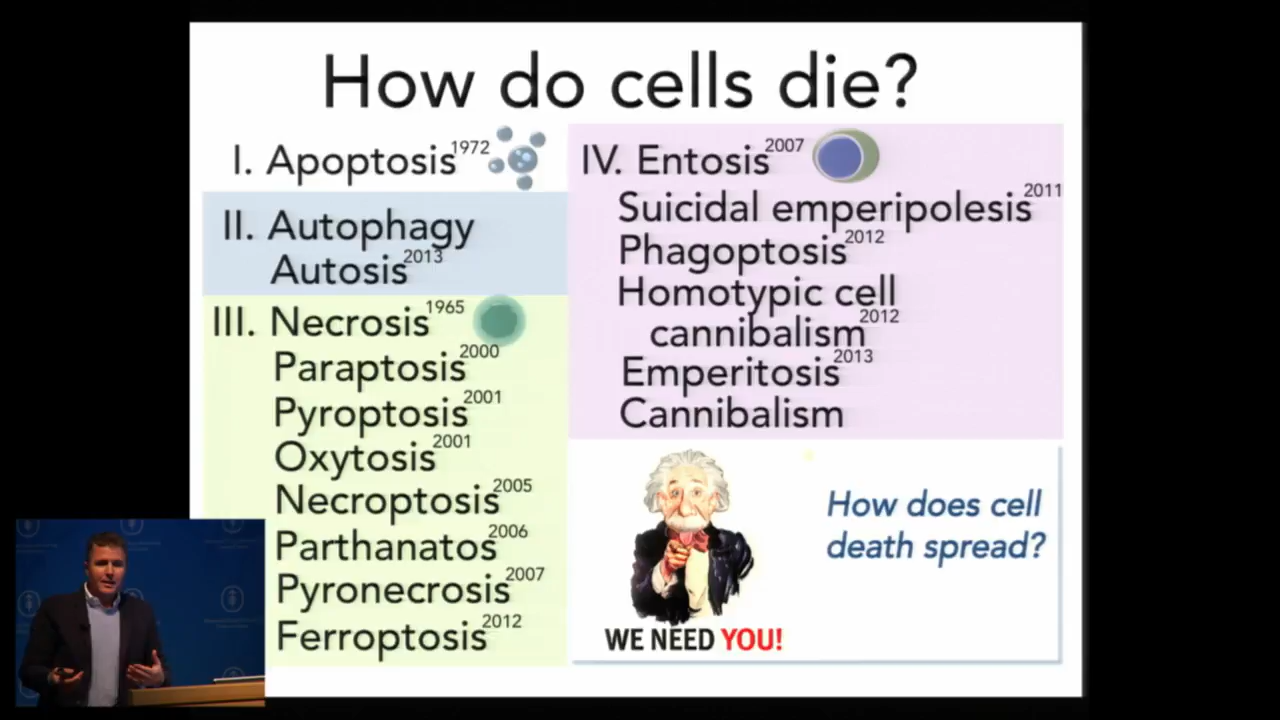 How do cells die?
I. Apoptosis 1972
II. Autophagy
Autosis 2013
III. Necrosis 1965
Paraptosis 2000
Pyroptosis 2001
Oxytosis 2001
Necroptosis 2005
Parthanatos 2006
Pyronecrosis 2007
Ferroptosis 2012
IV. Entosis 2007
Suicidal emperipolesis 2011
Phagoptosis 2012
Homotypic cell
cannibalism 2012
Emperitosis 2013
Cannibalism
How does cell
death spread?
WE NEED YOU!